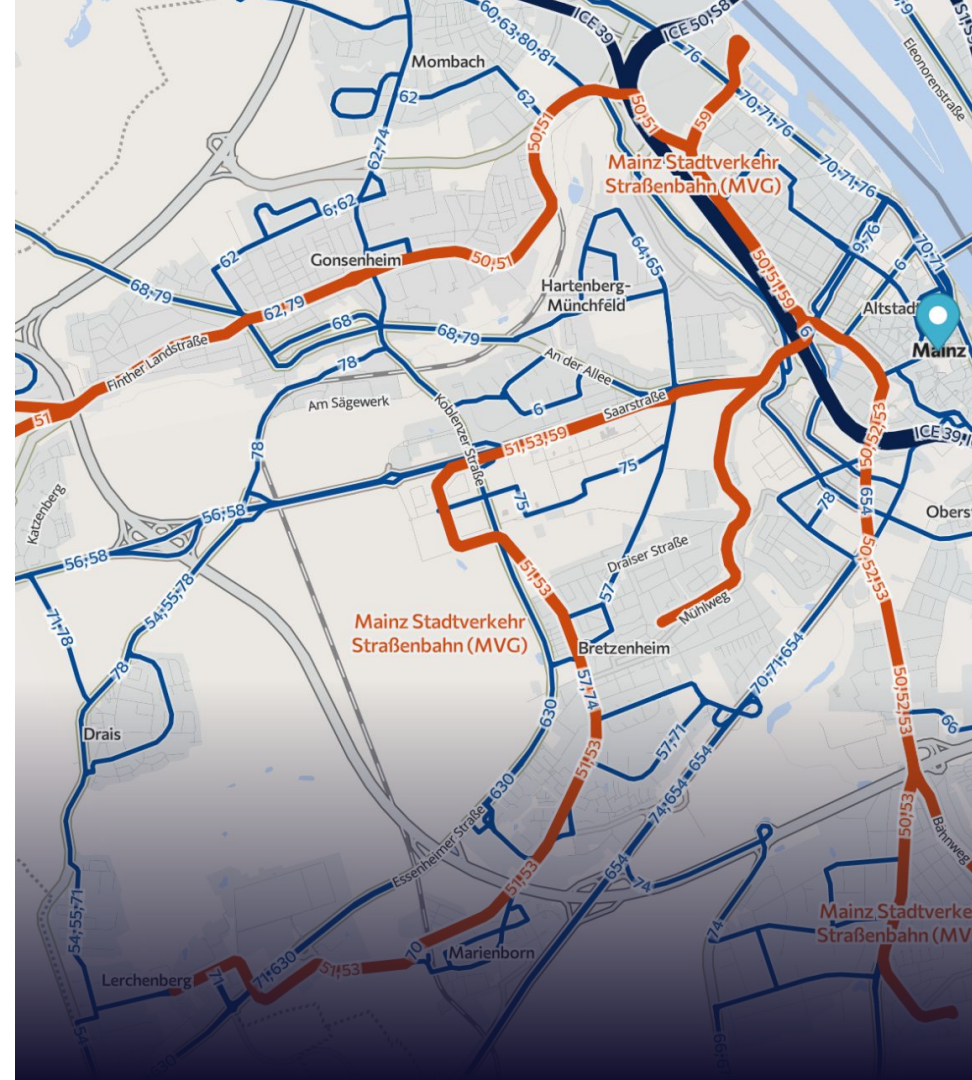 60;63;80;81
ICE 39
ICE 50;58
76
Eleonorenstraße
Mombach
62
62
70;71;76
50;51
50;51
59
62;74
Mainz Stadtverkehr
Straßenbahn (MVG)
70;71;76
6;62
64;65
9;76
70;71
62
Gonsenheim
50;51
50;51;59
6
68;79
Hartenberg-
Münchfeld
62;79
Altstad
68
68;79
6
Mainz
Finther Landstraße
78
An der Allee
Am Sägewerk
Koblenzer Straße
6
Saarstraße
51
50;52;53
ICE 39
51;53;59
78
75
75
Katzenberg
654
78
56;58
Oberst
56;58
Draiser Straße
50;52;53
51;53
57
54;55;78
71;78
Mühlweg
Mainz Stadtverkehr
Straßenbahn (MVG)
Bretzenheim
70;71;654
78
57;74
50;52;53
630
66
Drais
57;71
51;53
630
74;654
654
50;53
Bännweg
Essenheimer Straße
654
51;53
74
54;55;71
74
Mainz Stadtverke
Straßenbahn (MV
70
Marienborn
71;630
51;53
Lerchenberg
71
54
66